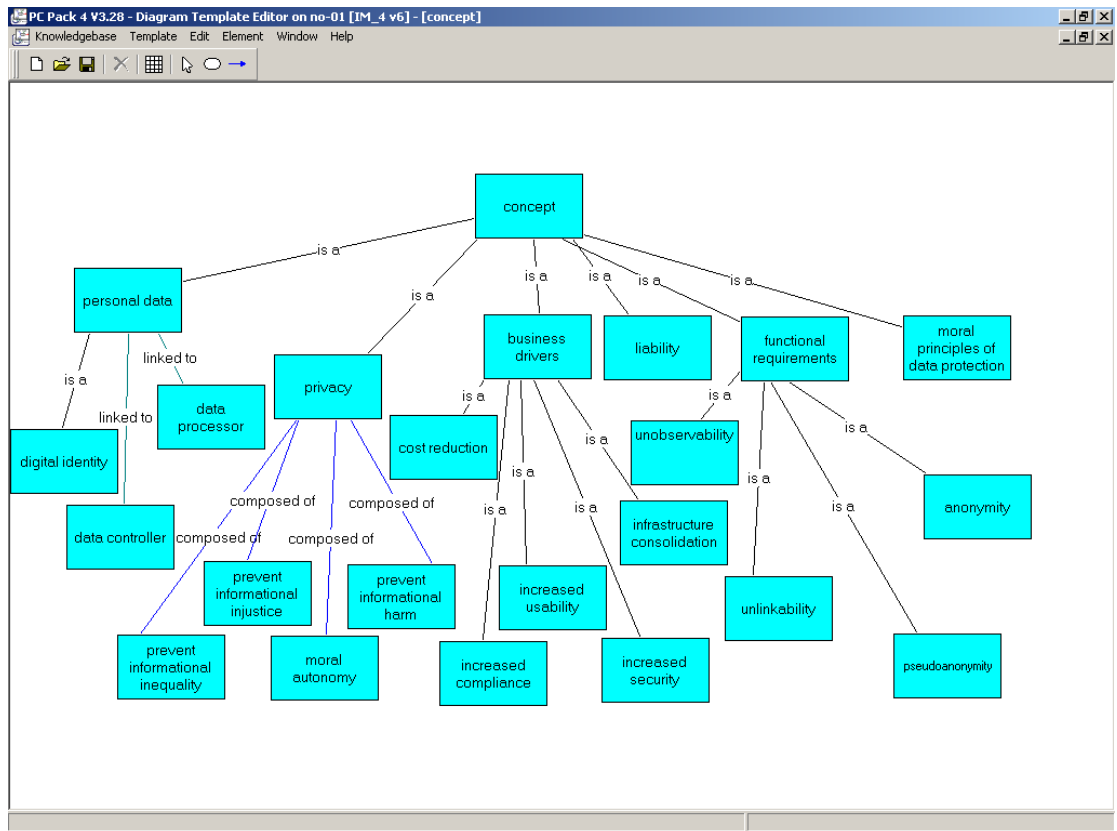 PC Pack 4 V3.28 - Diagram Template Editor on no-01 [IM_4 v6] - [concept]
Knowledgebase Template Edit Element Window Help
concept
is a
is a
is a
is a
is a
is a
personal data
business
drivers
liability
functional
requirements
moral
principles of
data protection
linked to
is a
linked to
privacy
data
processor
digital identity
data controller
is a
is a
is a
is a
is a
cost reduction
unobservability
is a
is a
is a
is a
infrastructure
consolidation
anonymity
composed of
composed of
composed of
composed of
prevent
informational
injustice
prevent
informational
harm
increased
usability
unlinkability
prevent
informational
inequality
moral
autonomy
increased
compliance
increased
security
pseudoanonymity